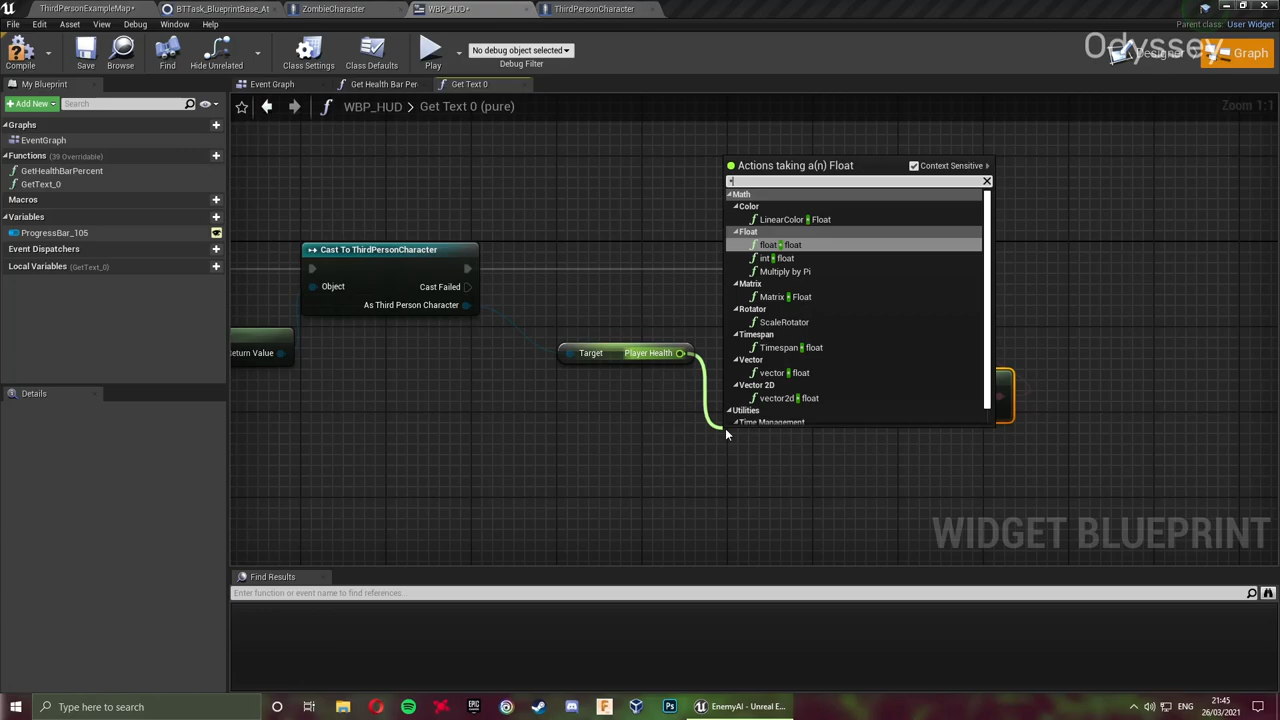 ThirdPersonExampleMap•
BTTask_BlueprintBase_At
ZombieCharacter
WBP_HUD•
ThirdPersonCharacter
File
Edit
Asset
View
Debug
Window
Help
Parent class: User Widget
Compile
Save
Browse
Find
Hide Unrelated
Class Settings
Class Defaults
Play
No debug object selected
Debug Filter
Odyssey
Designer
Graph
My Blueprint
Event Graph
Get Health Bar Per
Get Text 0
+Add New
Search
WBP_HUD > Get Text 0 (pure)
Zoom 1:1
Graphs
EventGraph
Functions (39 Overridable)
GetHealthBarPercent
GetText_0
Macros
Variables
ProgressBar_105
Event Dispatchers
Local Variables (GetText_0)
Details
Cast To ThirdPersonCharacter
Object
Cast Failed
As Third Person Character
Return Value
Target
Player Health
Actions taking a(n) Float
Context Sensitive
*
Math
Color
LinearColor * Float
Float
float * float
int * float
Multiply by Pi
Matrix
Matrix * Float
Rotator
ScaleRotator
Timespan
Timespan * float
Vector
vector * float
Vector 2D
vector2d * float
Utilities
Time Management
WIDGET BLUEPRINT
Find Results
Enter function or event name to find references...
Type here to search
EnemyAI - Unreal E...
ENG
21:45
26/03/2021